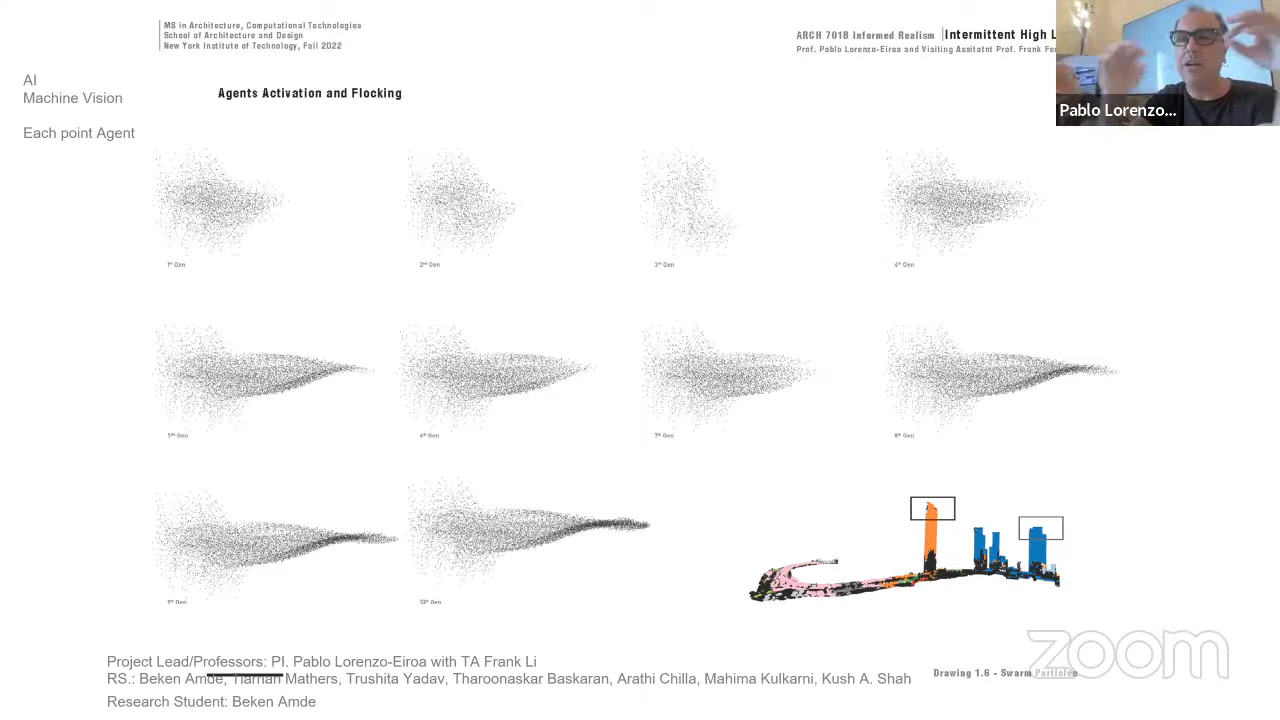 MS in Architecture, Computational Technologies
School of Architecture and Design
New York Institute of Technology, Fall 2022
ARCH 701B Informed Realism Intermittent High L
Prof. Pablo Lorenzo-Eiroa and Visiting Assitatnt Prof. Frank
Pablo Lorenzo...
AI
Machine Vision
Each point Agent
Agents Activation and Flocking
1st Gen
2nd Gen
3rd Gen
4th Gen
5th Gen
6th Gen
7th Gen
8th Gen
9th Gen
10th Gen
Project Lead/Professors: PI. Pablo Lorenzo-Eiroa with TA Frank Li
RS.: Beken Amde, Tiarnan Mathers, Trushita Yadav, Tharoonaskar Baskaran, Arathi Chilla, Mahima Kulkarni, Kush A. Shah
Research Student: Beken Amde
Drawing 1.6 - Swarm Particles
zoom